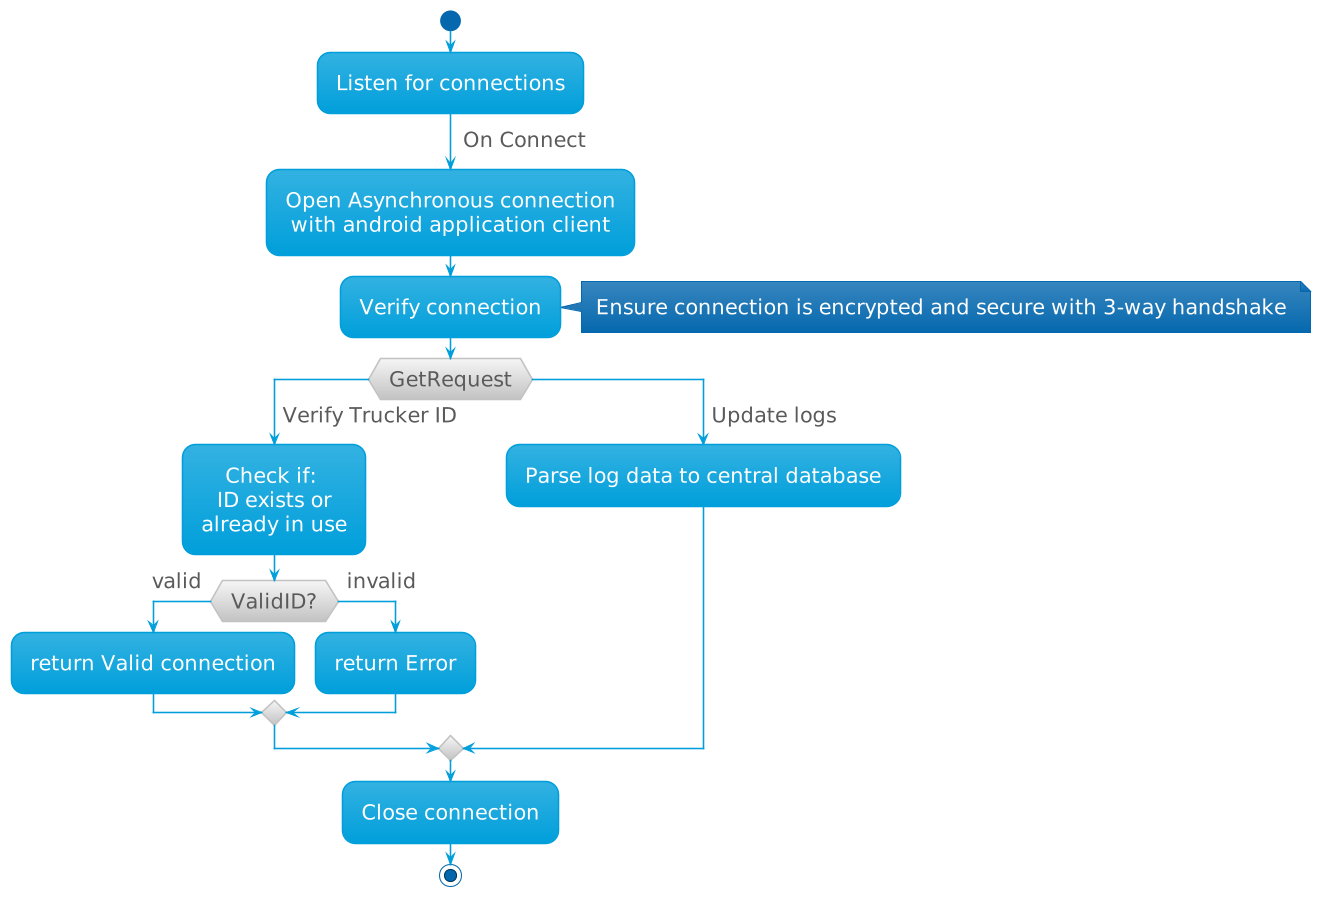 Listen for connections
On Connect
Open Asynchronous connection
with android application client
Verify connection
Ensure connection is encrypted and secure with 3-way handshake
GetRequest
Verify Trucker ID
Update logs
Check if:
ID exists or
already in use
Parse log data to central database
valid
ValidID?
invalid
return Valid connection
return Error
Close connection